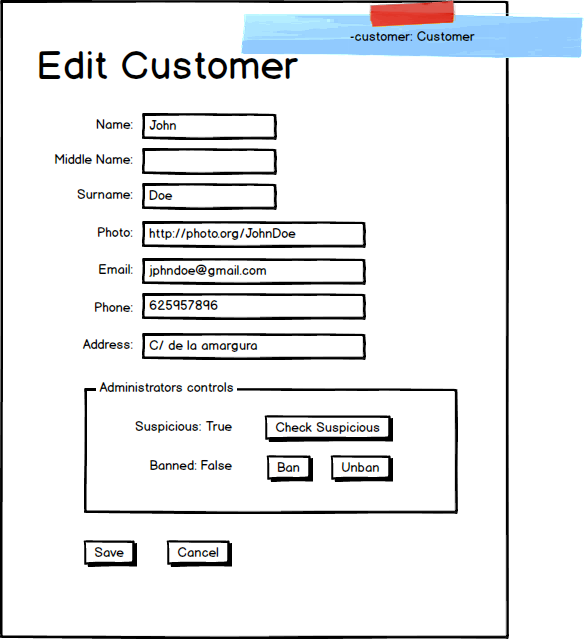 -customer: Customer
Edit Customer
Name: John
Middle Name:
Surname: Doe
Photo: http://photo.org/JohnDoe
Email: jphndoe@gmail.com
Phone: 625957896
Address: C/ de la amargura
Administrators controls
Suspicious: True Check Suspicious
Banned: False Ban Unban
Save Cancel